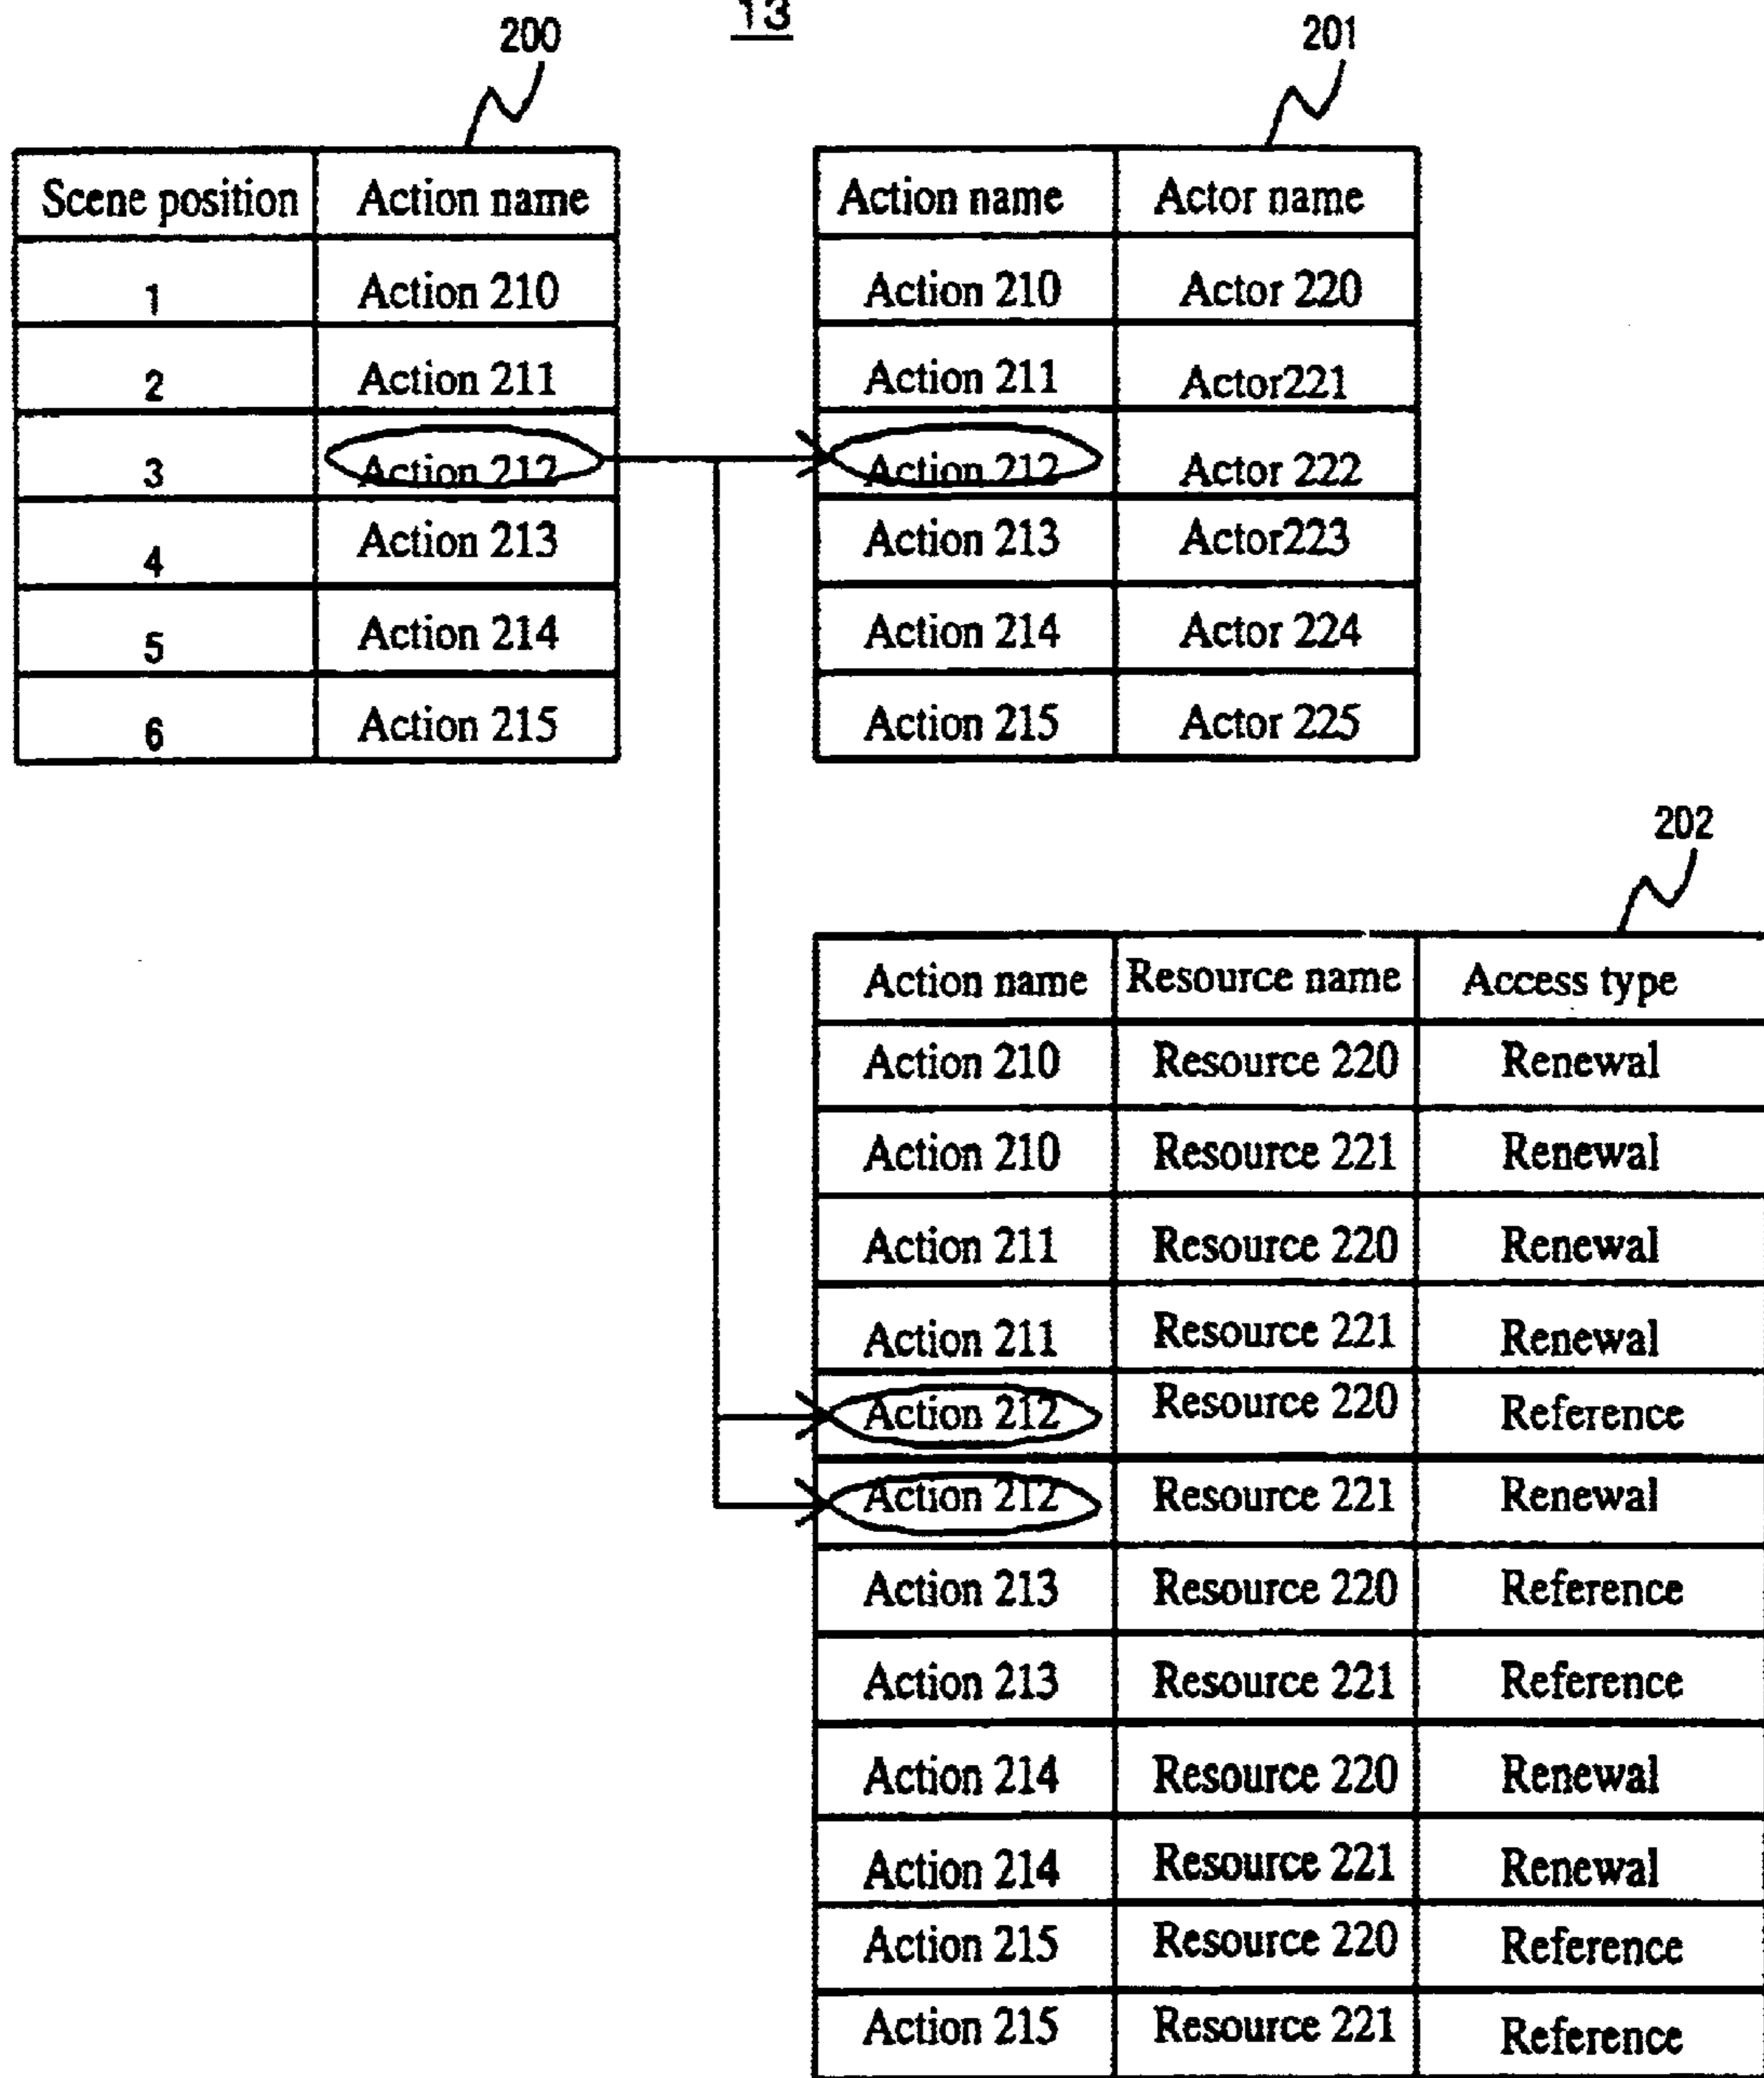 13
200
Scene position Action name
1 Action 210
2 Action 211
3 Action 212
4 Action 213
5 Action 214
6 Action 215
201
Action name Actor name
Action 210 Actor 220
Action 211 Actor221
Action 212 Actor 222
Action 213 Actor223
Action 214 Actor 224
Action 215 Actor 225
202
Action name Resource name Access type
Action 210 Resource 220 Renewal
Action 210 Resource 221 Renewal
Action 211 Resource 220 Renewal
Action 211 Resource 221 Renewal
Action 212 Resource 220 Reference
Action 212 Resource 221 Renewal
Action 213 Resource 220 Reference
Action 213 Resource 221 Reference
Action 214 Resource 220 Renewal
Action 214 Resource 221 Renewal
Action 215 Resource 220 Reference
Action 215 Resource 221 Reference